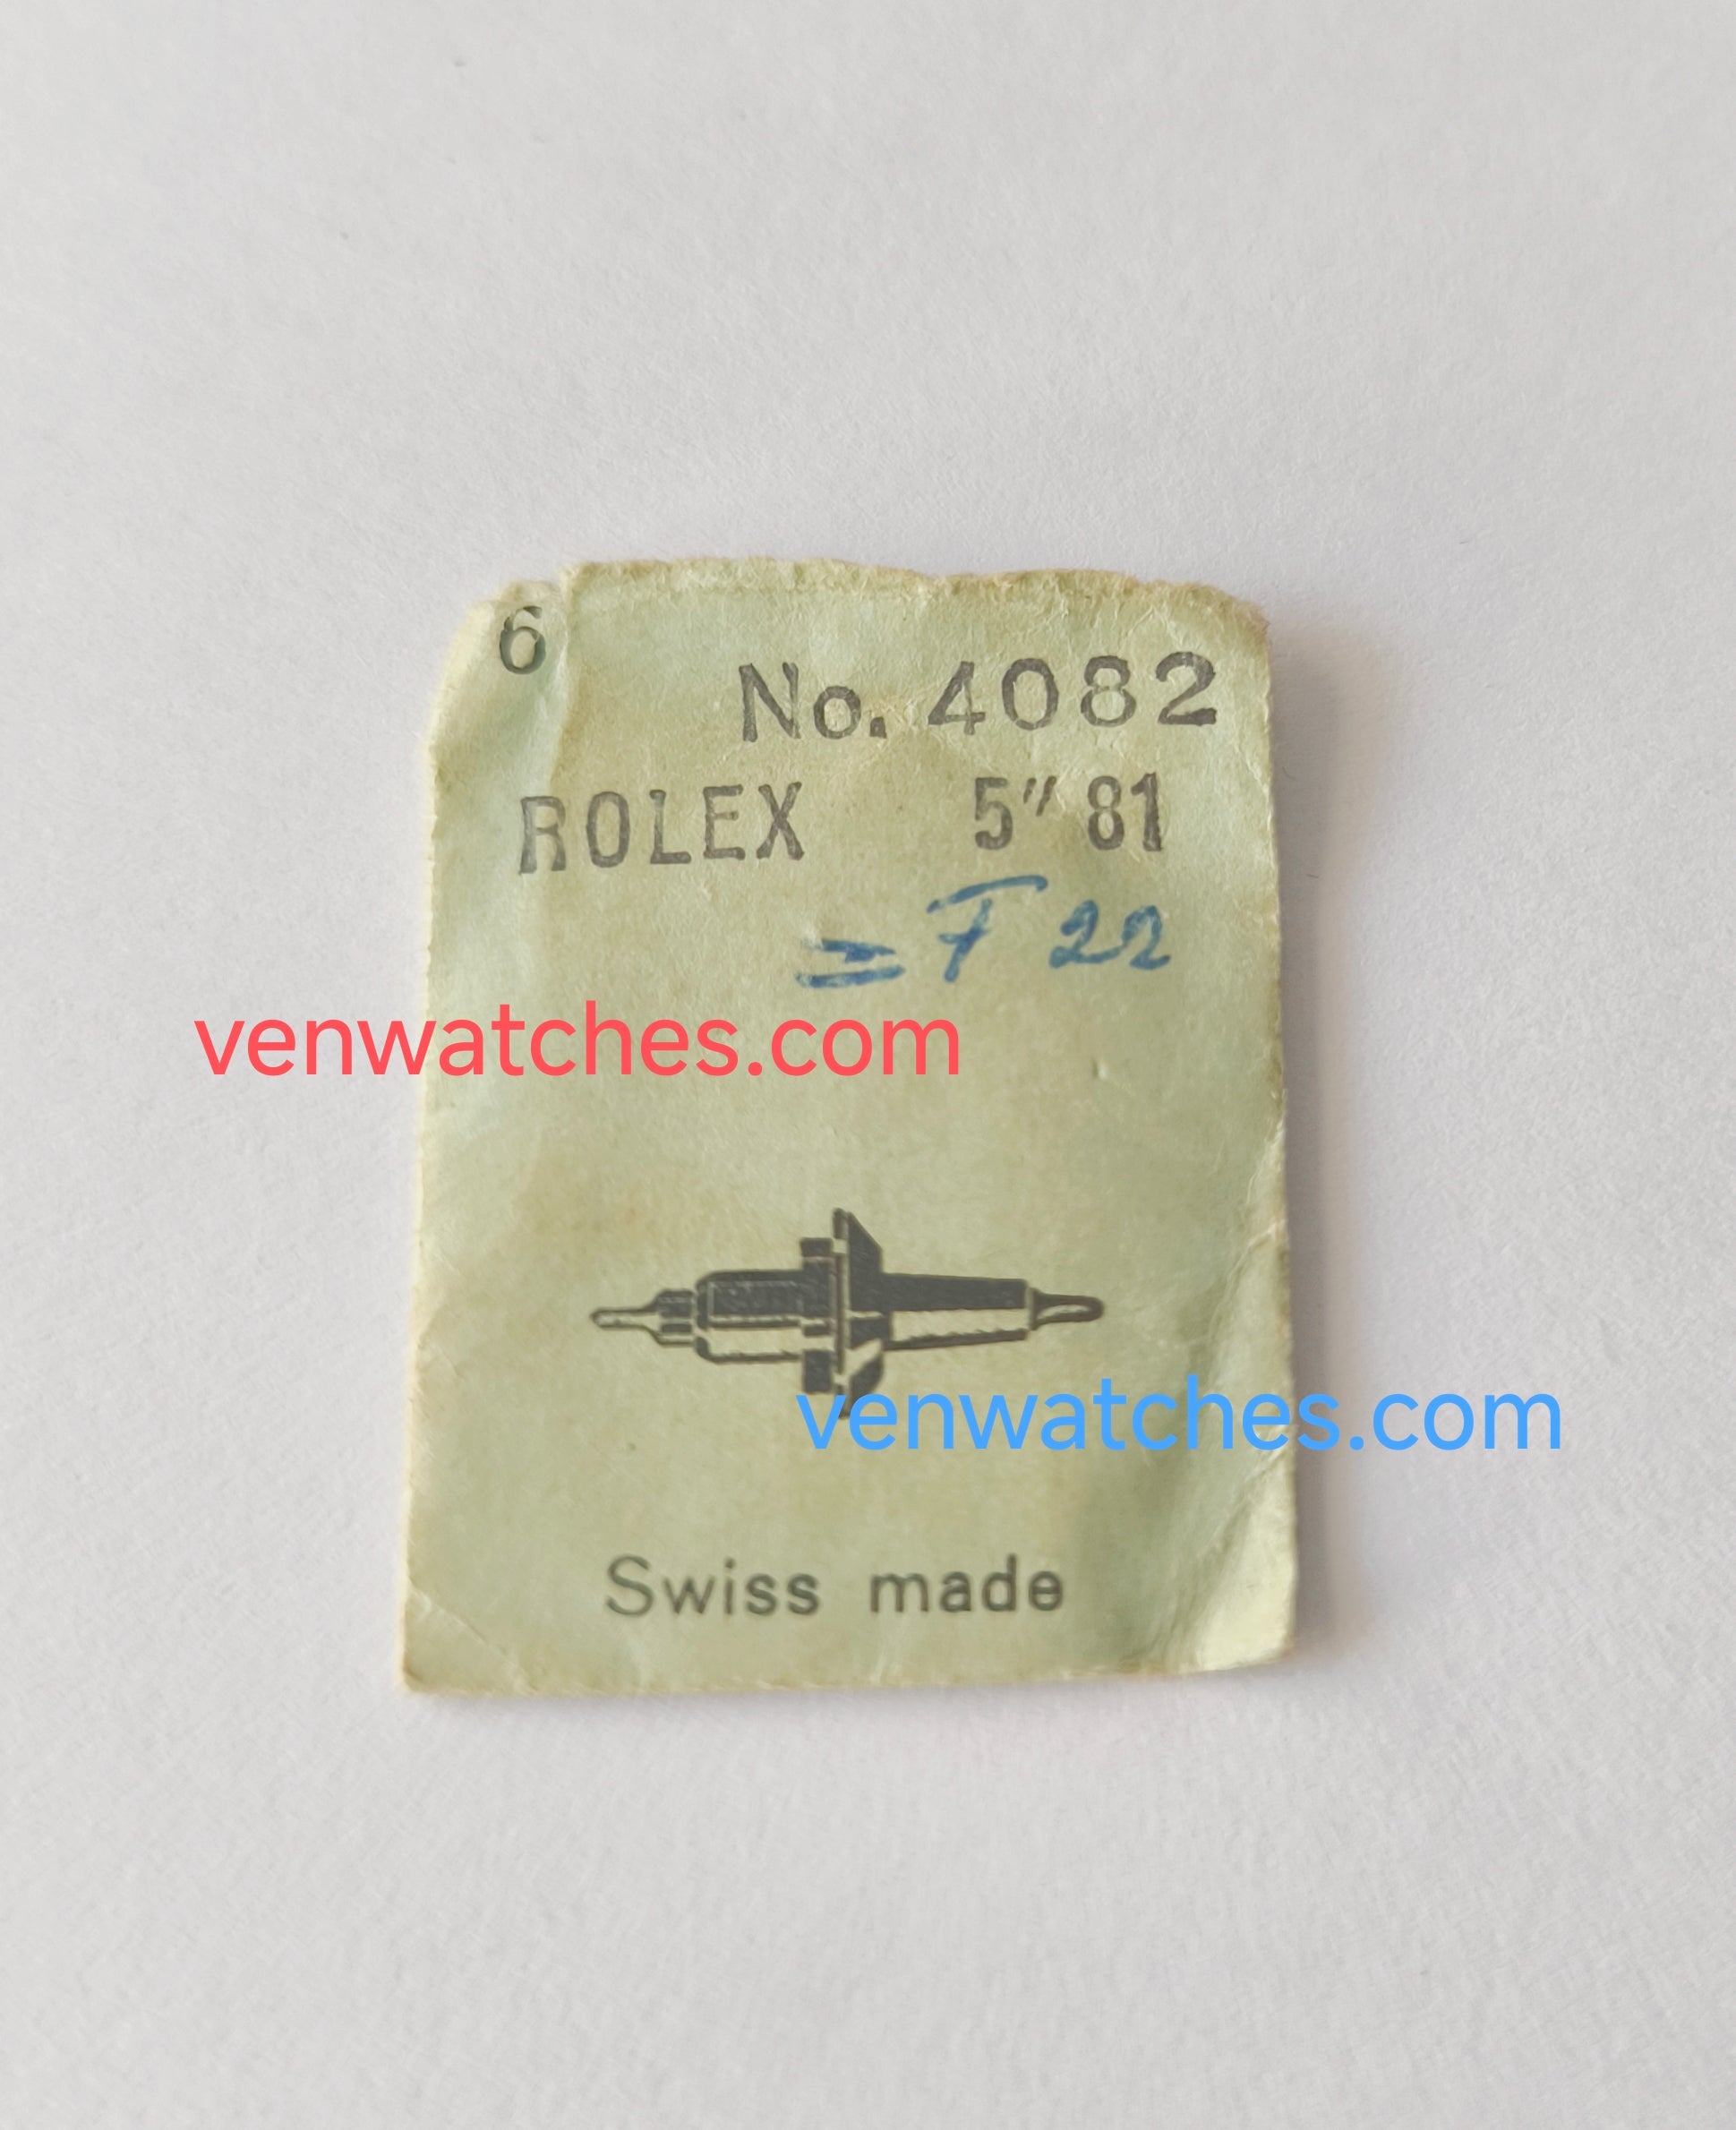 6
No. 4082
ROLEX 5″ 81
= F 22
venwatches.com
venwatches.com
Swiss made